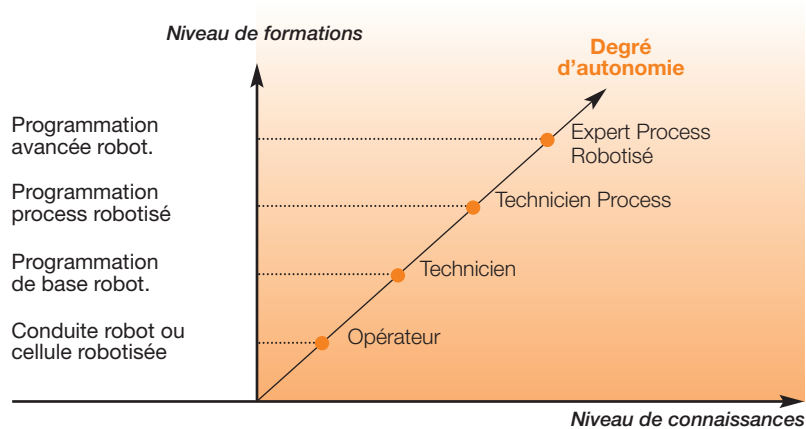 Niveau de formations
Degré
d'autonomie
Programmation
avancée robot.
Expert Process
Robotisé
Programmation
process robotisé
Technicien Process
Programmation
de base robot.
Technicien
Conduite robot ou
cellule robotisée
Opérateur
Niveau de connaissances